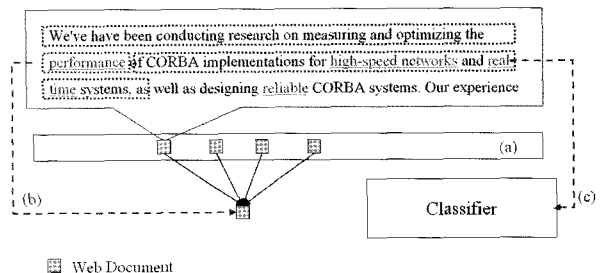 We've have been conducting research on measuring and optimizing the
performance of CORBA implementations for high-speed networks and real-
time systems, as well as designing reliable CORBA systems. Our experience
(a)
(b)
(c)
Classifier
Web Document